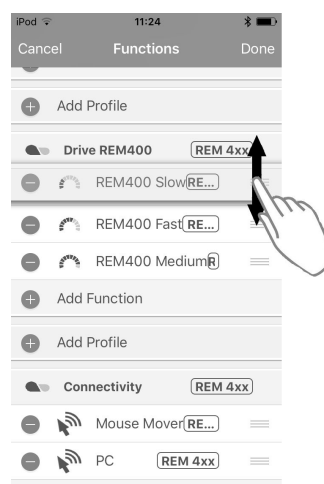 iPod 11:24
Cancel Functions Done
Add Profile
Drive REM400 REM 4xx
REM400 Slow RE...
REM400 Fast RE...
REM400 Medium R
Add Function
Add Profile
Connectivity REM 4xx
Mouse Mover RE...
PC REM 4xx